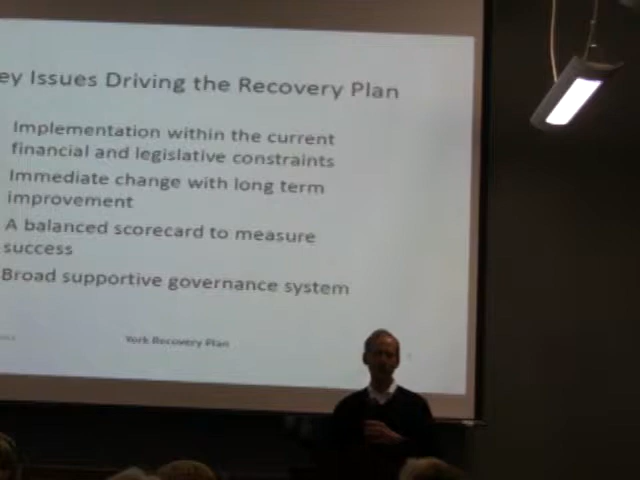 ey Issues Driving the Recovery Plan
Implementation within the current
financial and legislative constraints
Immediate change with long term
improvement
A balanced scorecard to measure
success
Broad supportive governance system
York Recovery Plan